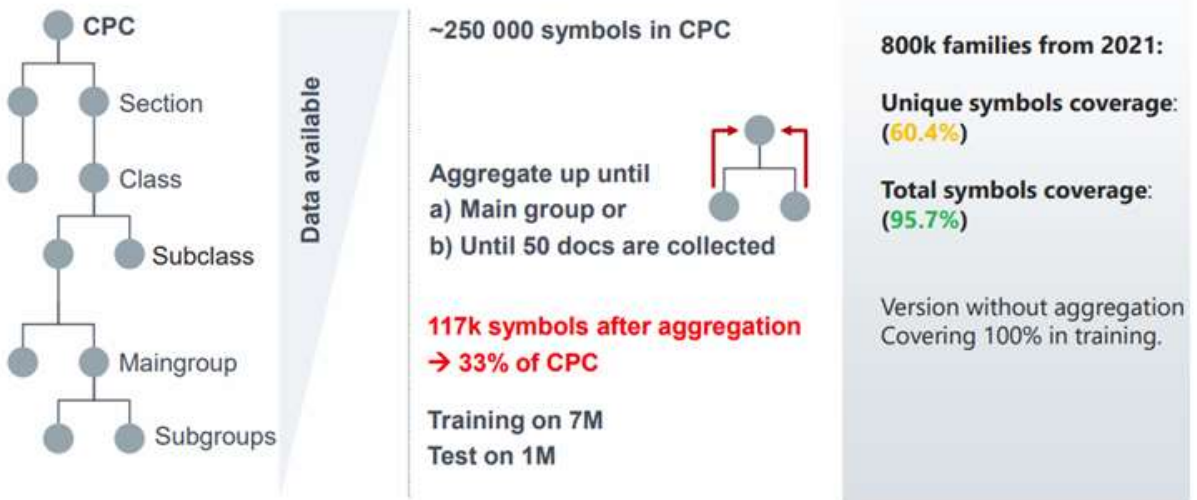 CPC
Section
Class
Subclass
Maingroup
Subgroups
Data available
~250 000 symbols in CPC
Aggregate up until
a) Main group or
b) Until 50 docs are collected
117k symbols after aggregation
→ 33% of CPC
Training on 7M
Test on 1M
800k families from 2021:
Unique symbols coverage:
(60.4%)
Total symbols coverage:
(95.7%)
Version without aggregation
Covering 100% in training.